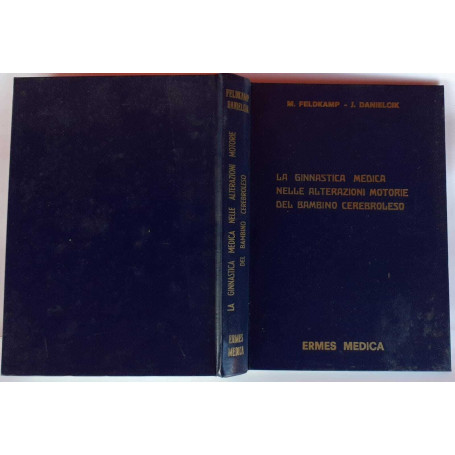 FELDKAMP
DANIELCIK
LA GINNASTICA MEDICA NELLE ALTERAZIONI MOTORIE
DEL BAMBINO CEREBROLESO
ERMES
MEDICA
M. FELDKAMP - J. DANIELCIK
LA GINNASTICA MEDICA
NELLE ALTERAZIONI MOTORIE
DEL BAMBINO CEREBROLESO
ERMES MEDICA